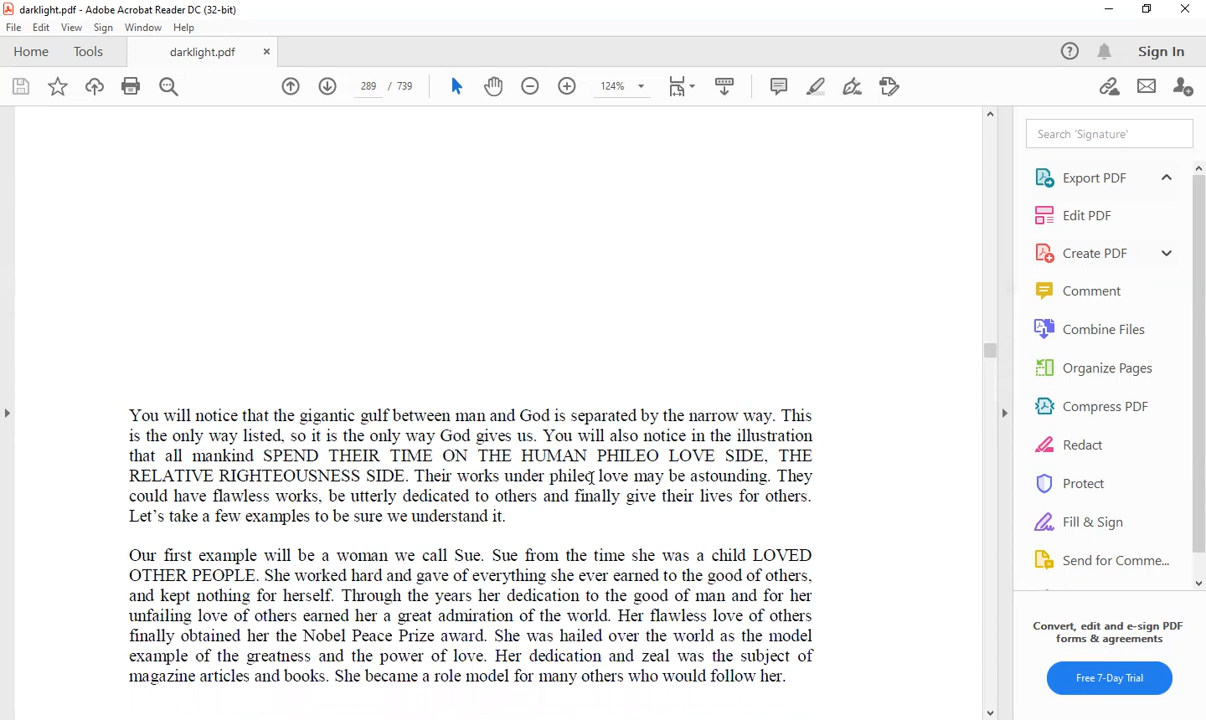 darklight.pdf - Adobe Acrobat Reader DC (32-bit)
File Edit View Sign Window Help
Home Tools darklight.pdf × Sign In
289 / 739 124%
Search 'Signature'
Export PDF
Edit PDF
Create PDF
Comment
Combine Files
Organize Pages
Compress PDF
Redact
Protect
Fill & Sign
Send for Comme...
Convert, edit and e-sign PDF
forms & agreements
Free 7-Day Trial
You will notice that the gigantic gulf between man and God is separated by the narrow way. This
is the only way listed, so it is the only way God gives us. You will also notice in the illustration
that all mankind SPEND THEIR TIME ON THE HUMAN PHILEO LOVE SIDE, THE
RELATIVE RIGHTEOUSNESS SIDE. Their works under phileo love may be astounding. They
could have flawless works, be utterly dedicated to others and finally give their lives for others.
Let's take a few examples to be sure we understand it.
Our first example will be a woman we call Sue. Sue from the time she was a child LOVED
OTHER PEOPLE. She worked hard and gave of everything she ever earned to the good of others,
and kept nothing for herself. Through the years her dedication to the good of man and for her
unfailing love of others earned her a great admiration of the world. Her flawless love of others
finally obtained her the Nobel Peace Prize award. She was hailed over the world as the model
example of the greatness and the power of love. Her dedication and zeal was the subject of
magazine articles and books. She became a role model for many others who would follow her.